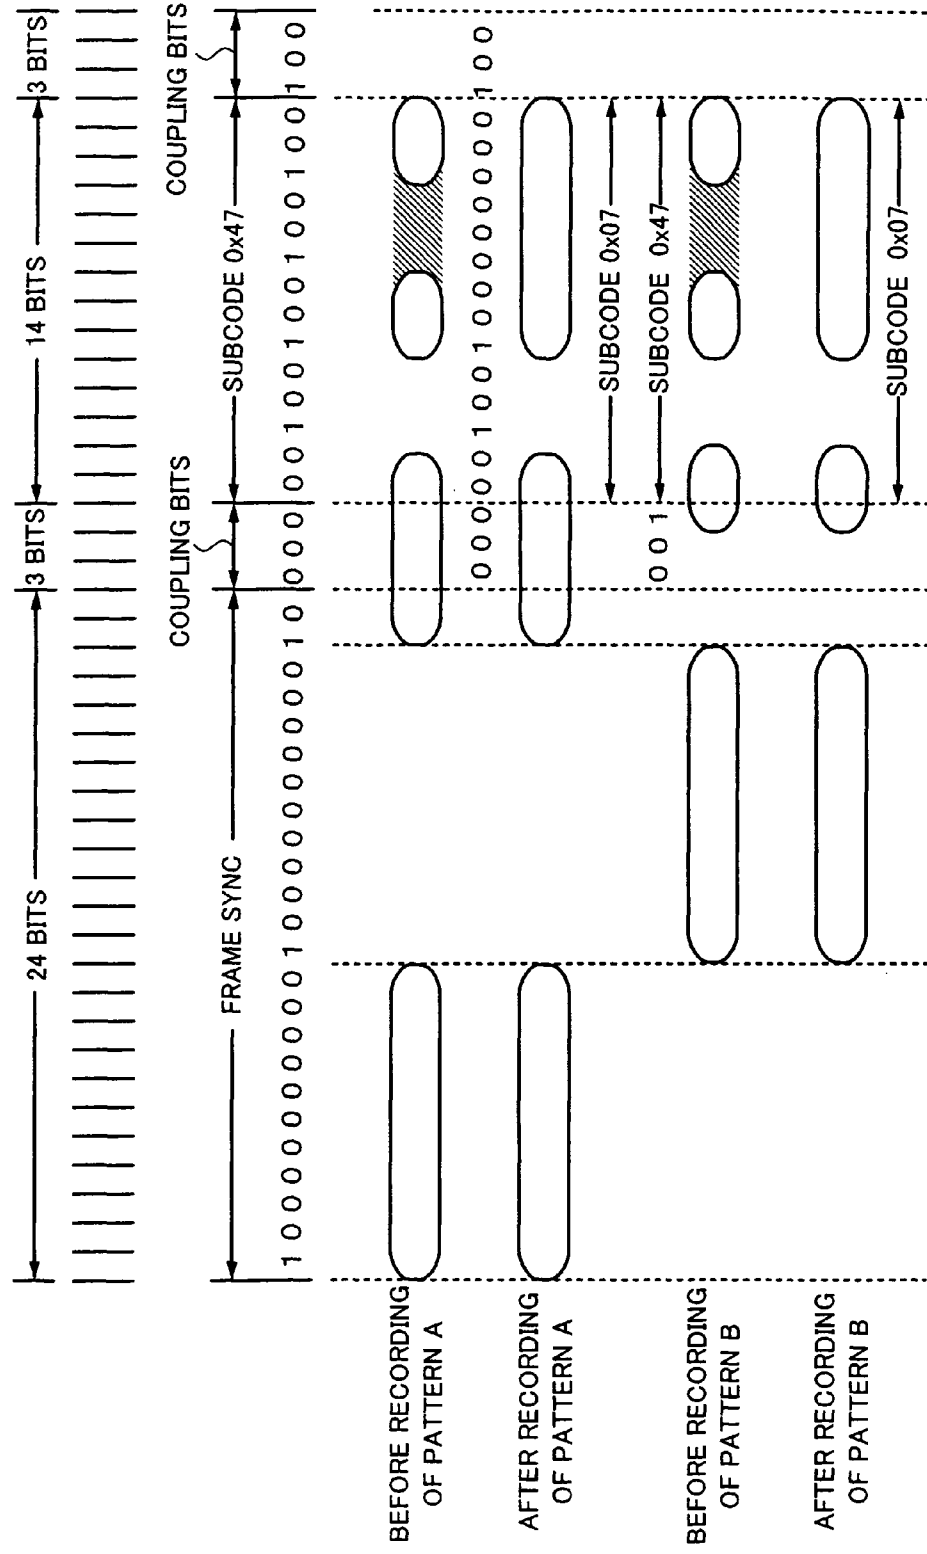 24 BITS 3 BITS 14 BITS 3 BITS
COUPLING BITS COUPLING BITS
FRAME SYNC SUBCODE 0x47
1 0 0 0 0 0 0 0 0 0 0 1 0 0 0 0 0 0 0 0 0 0 1 0 0 0 0 0 0 1 0 0 1 0 0 1 0 0 1 0 0 1 0 0
BEFORE RECORDING
OF PATTERN A
0 0 0 0 0 1 0 0 1 0 0 0 0 0 0 0 0 1 0 0
AFTER RECORDING
OF PATTERN A
SUBCODE 0x07
0 0 1 SUBCODE 0x47
BEFORE RECORDING
OF PATTERN B
AFTER RECORDING
OF PATTERN B
SUBCODE 0x07